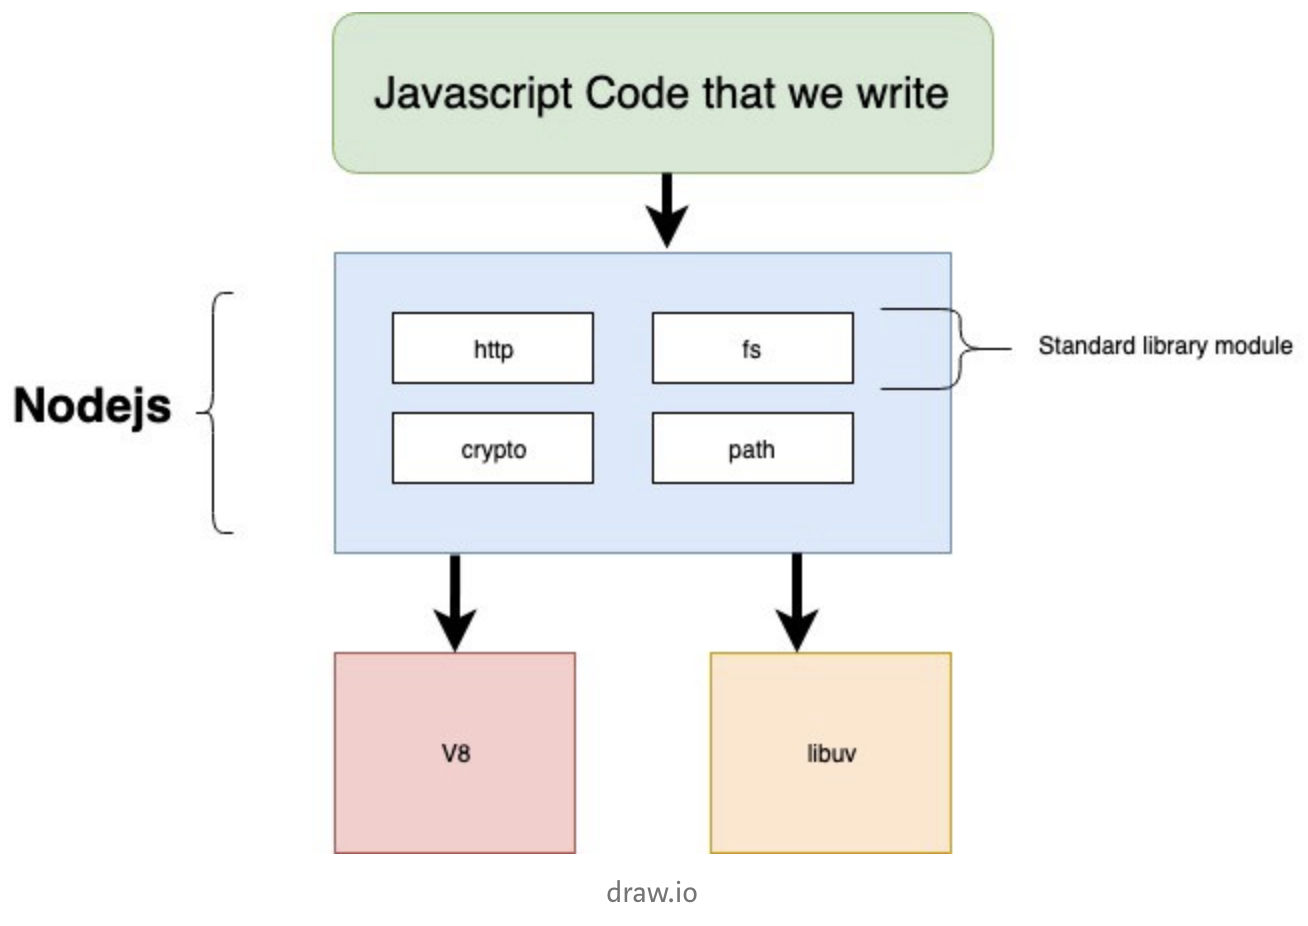 Javascript Code that we write
http
fs
Standard library module
Nodejs
crypto
path
V8
libuv
draw.io